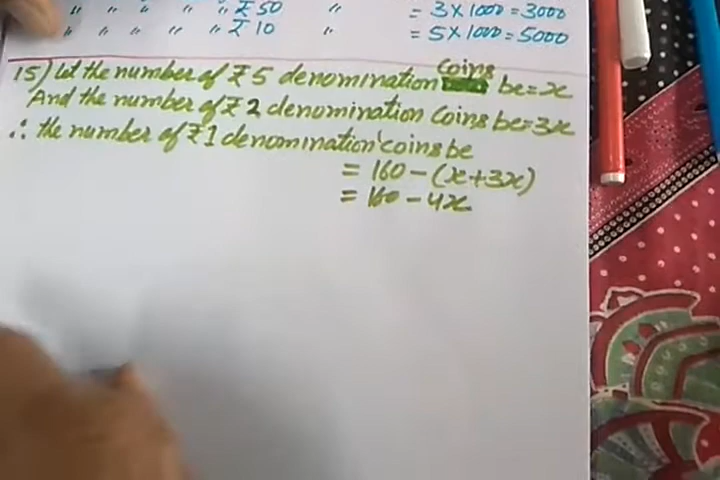 " " " " " ₹50 " = 3×1000=3000
" " " " " ₹10 " = 5×1000=5000
15) Let the number of ₹5 denomination coins be=x
And the number of ₹2 denomination Coins be=3x
∴ the number of ₹1 denomination coins be
= 160-(x+3x)
= 160-4x